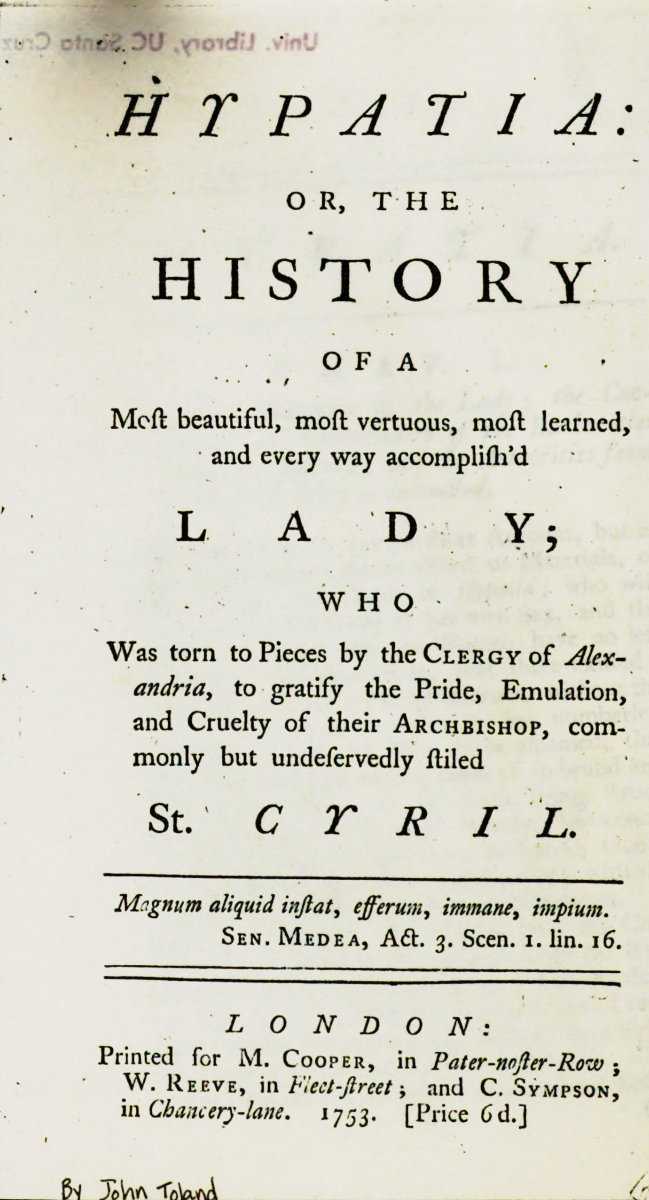 Univ. Library, UC Santa Cruz
HYPATIA:
OR, THE
HISTORY
OF A
Moſt beautiful, moſt vertuous, moſt learned,
and every way accompliſh'd
LADY;
WHO
Was torn to Pieces by the CLERGY of Alex-
andria, to gratify the Pride, Emulation,
and Cruelty of their ARCHBISHOP, com-
monly but undeſervedly ſtiled
St. CYRIL.
Magnum aliquid inſtat, efferum, immane, impium.
SEN. MEDEA, Act. 3. Scen. 1. lin. 16.
LONDON:
Printed for M. COOPER, in Pater-noſter-Row;
W. REEVE, in Fleet-ſtreet; and C. SYMPSON,
in Chancery-lane. 1753. [Price 6d.]
By John Toland